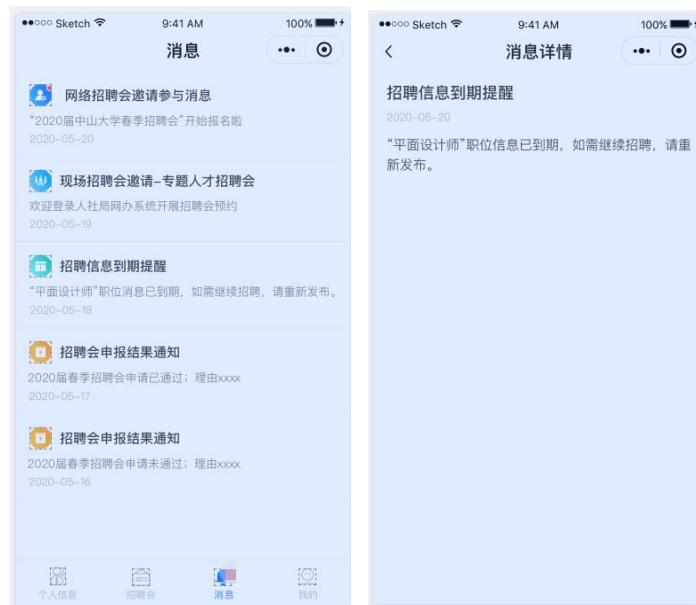 Sketch 9:41 AM 100%
消息
网络招聘会邀请参与消息
“2020届中山大学春季招聘会”开始报名啦
2020-05-20
现场招聘会邀请-专题人才招聘会
欢迎登录人社局网办系统开展招聘会预约
2020-05-19
招聘信息到期提醒
“平面设计师”职位消息已到期，如需继续招聘，请重新发布。
2020-05-18
招聘会申报结果通知
2020届春季招聘会申请已通过；理由xxxx
2020-05-17
招聘会申报结果通知
2020届春季招聘会申请未通过；理由xxxx
2020-05-16
个人信息 招聘会 消息 我的
Sketch 9:41 AM 100%
消息详情
招聘信息到期提醒
2020-05-20
“平面设计师”职位信息已到期，如需继续招聘，请重
新发布。